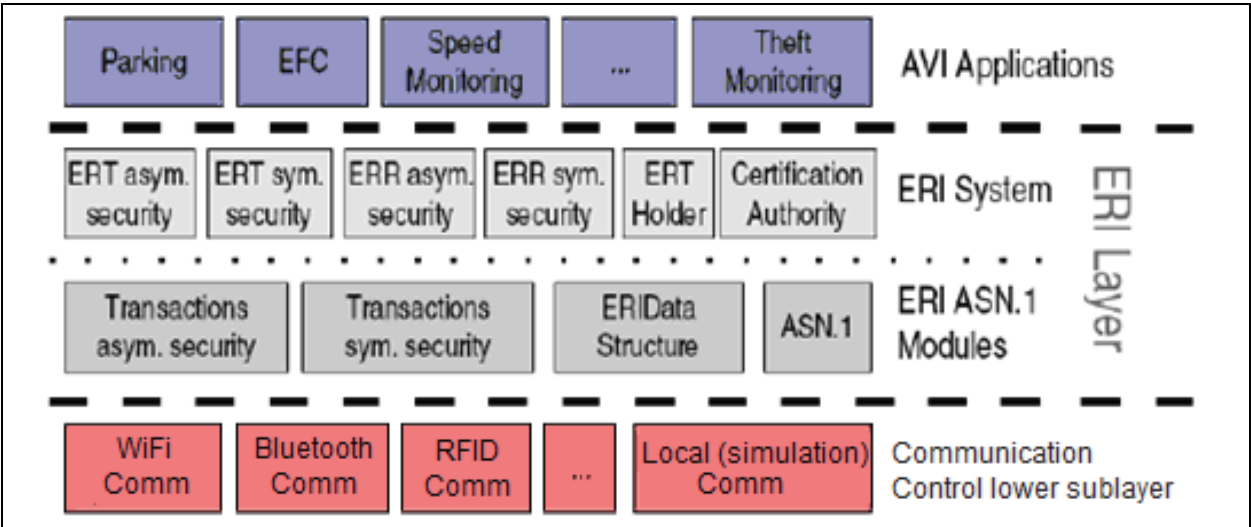 Parking
EFC
Speed
Monitoring
...
Theft
Monitoring
AVI Applications
ERT asym.
security
ERT sym.
security
ERR asym.
security
ERR sym.
security
ERT
Holder
Certification
Authority
ERI System
Transactions
asym. security
Transactions
sym. security
ERIData
Structure
ASN.1
ERI ASN.1
Modules
ERI Layer
WiFi
Comm
Bluetooth
Comm
RFID
Comm
...
Local (simulation)
Comm
Communication
Control lower sublayer